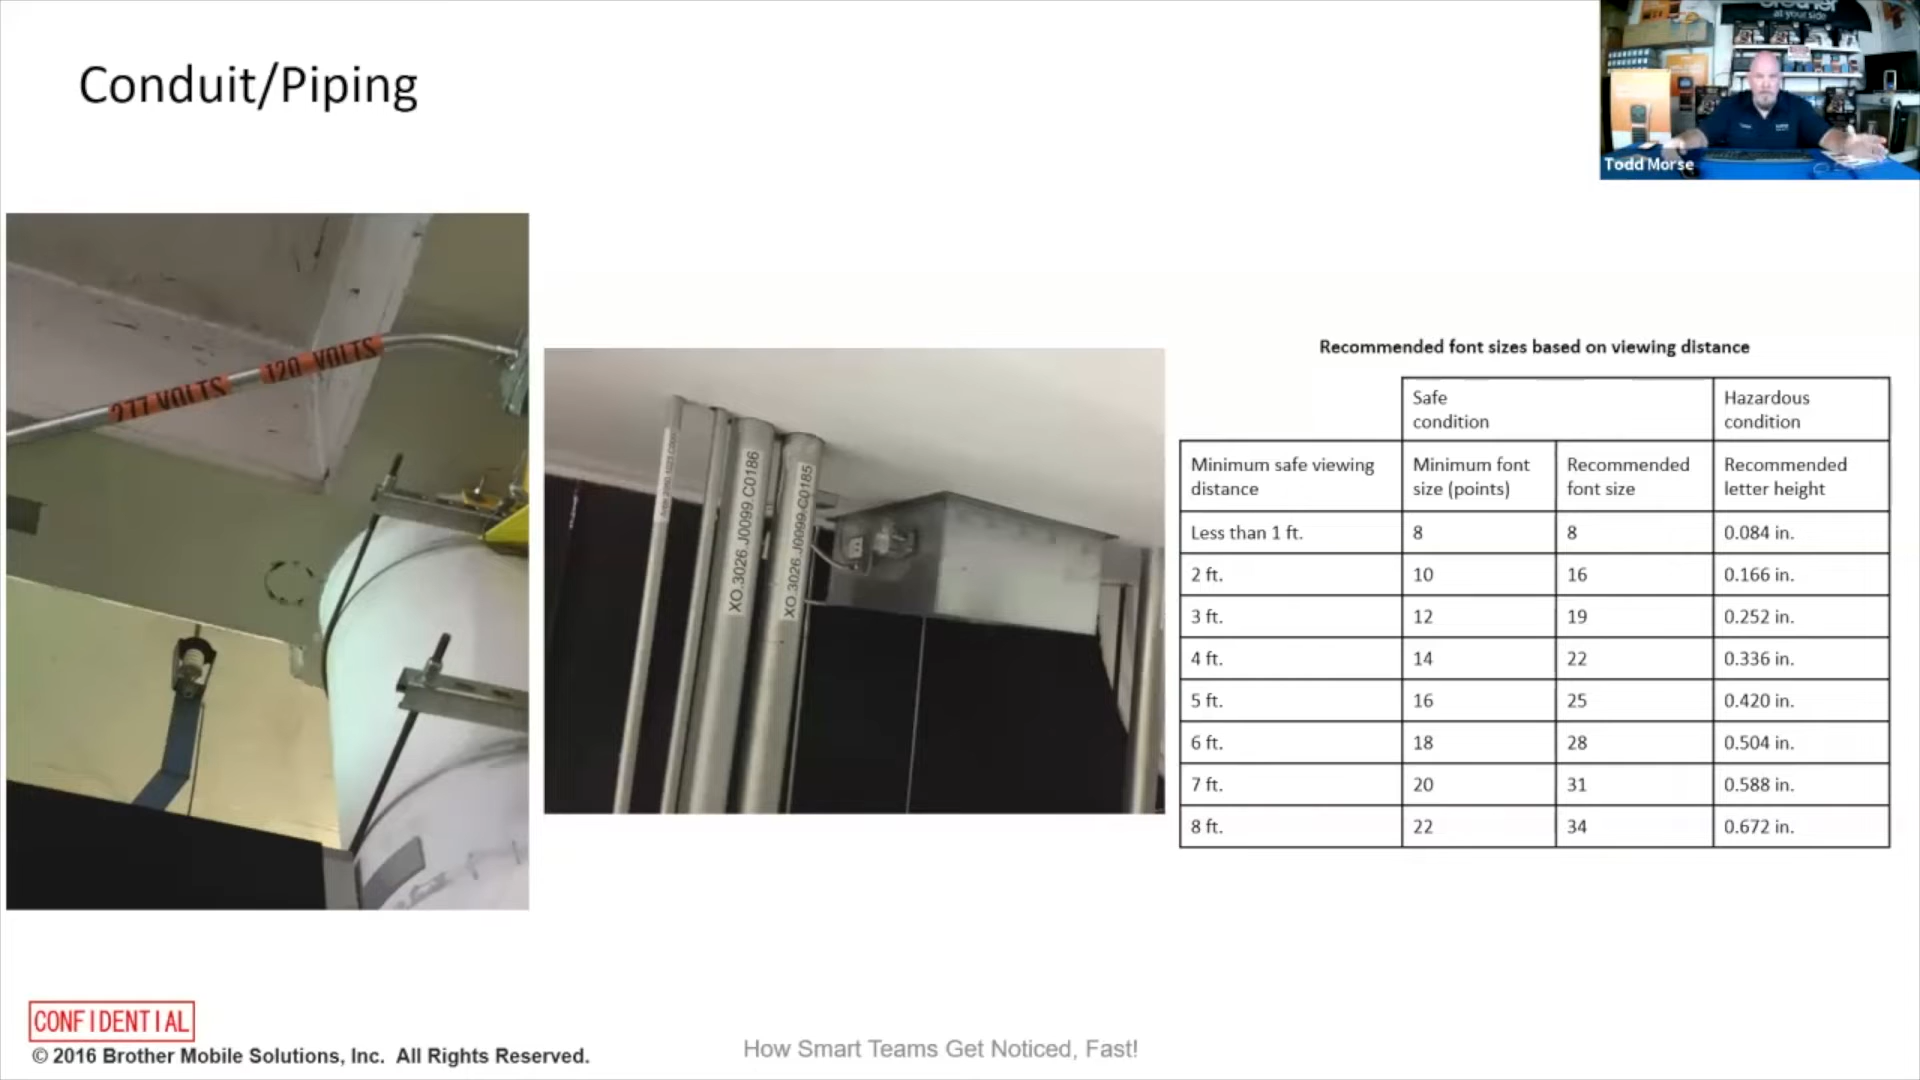 Conduit/Piping
at your side
Todd Morse
277 VOLTS 120 VOLTS
XO.3026.J0099.C0186
XO.3026.J0099.C0185
Recommended font sizes based on viewing distance
Safe condition Hazardous condition
Minimum safe viewing distance Minimum font size (points) Recommended font size Recommended letter height
Less than 1 ft. 8 8 0.084 in.
2 ft. 10 16 0.166 in.
3 ft. 12 19 0.252 in.
4 ft. 14 22 0.336 in.
5 ft. 16 25 0.420 in.
6 ft. 18 28 0.504 in.
7 ft. 20 31 0.588 in.
8 ft. 22 34 0.672 in.
CONFIDENTIAL
© 2016 Brother Mobile Solutions, Inc. All Rights Reserved.
How Smart Teams Get Noticed, Fast!